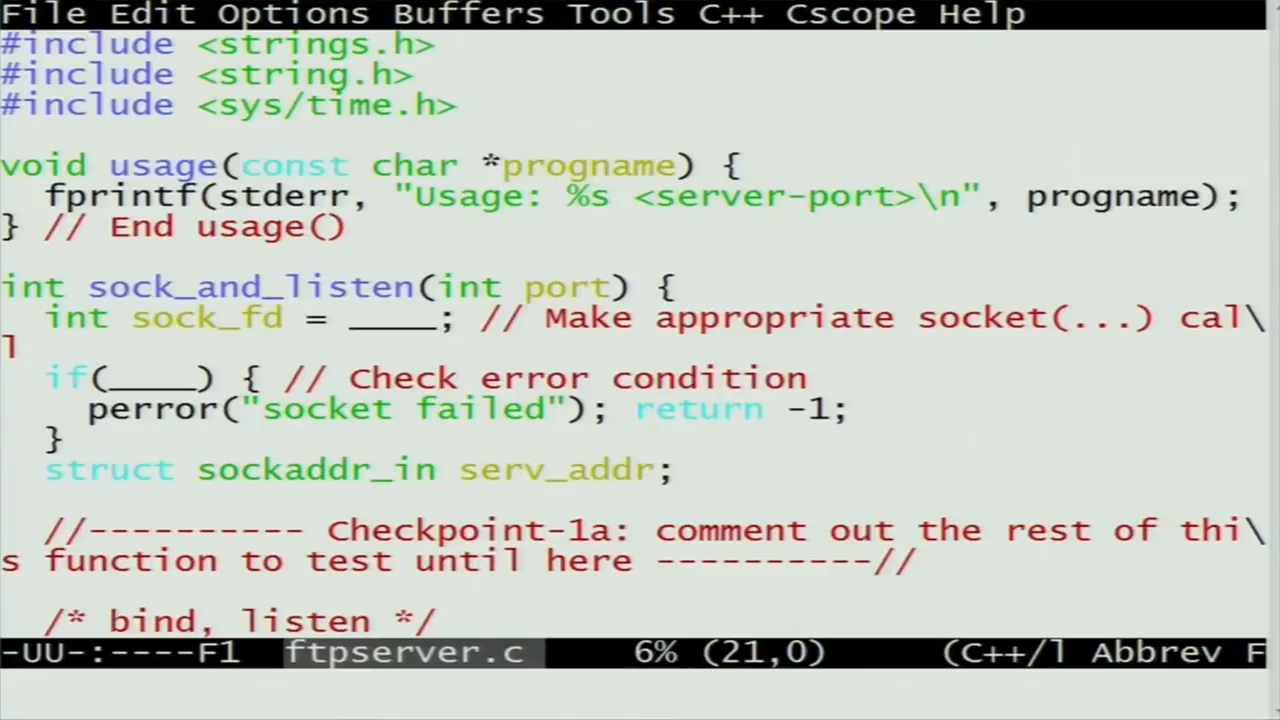 File Edit Options Buffers Tools C++ Cscope Help
#include <strings.h>
#include <string.h>
#include <sys/time.h>
void usage(const char *progname) {
  fprintf(stderr, "Usage: %s <server-port>\n", progname);
} // End usage()
int sock_and_listen(int port) {
  int sock_fd = ____; // Make appropriate socket(...) cal\
l
  if(____) { // Check error condition
    perror("socket failed"); return -1;
  }
  struct sockaddr_in serv_addr;
  //---------- Checkpoint-1a: comment out the rest of thi\
s function to test until here ----------//
  /* bind, listen */
-UU-:----F1  ftpserver.c     6% (21,0)     (C++/l Abbrev F